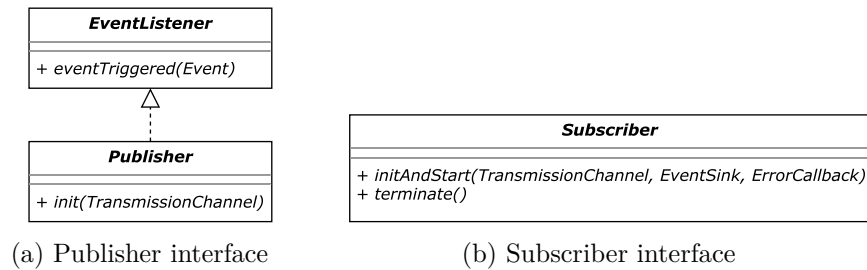 EventListener
+ eventTriggered(Event)
Publisher
+ init(TransmissionChannel)
(a) Publisher interface
Subscriber
+ initAndStart(TransmissionChannel, EventSink, ErrorCallback)
+ terminate()
(b) Subscriber interface